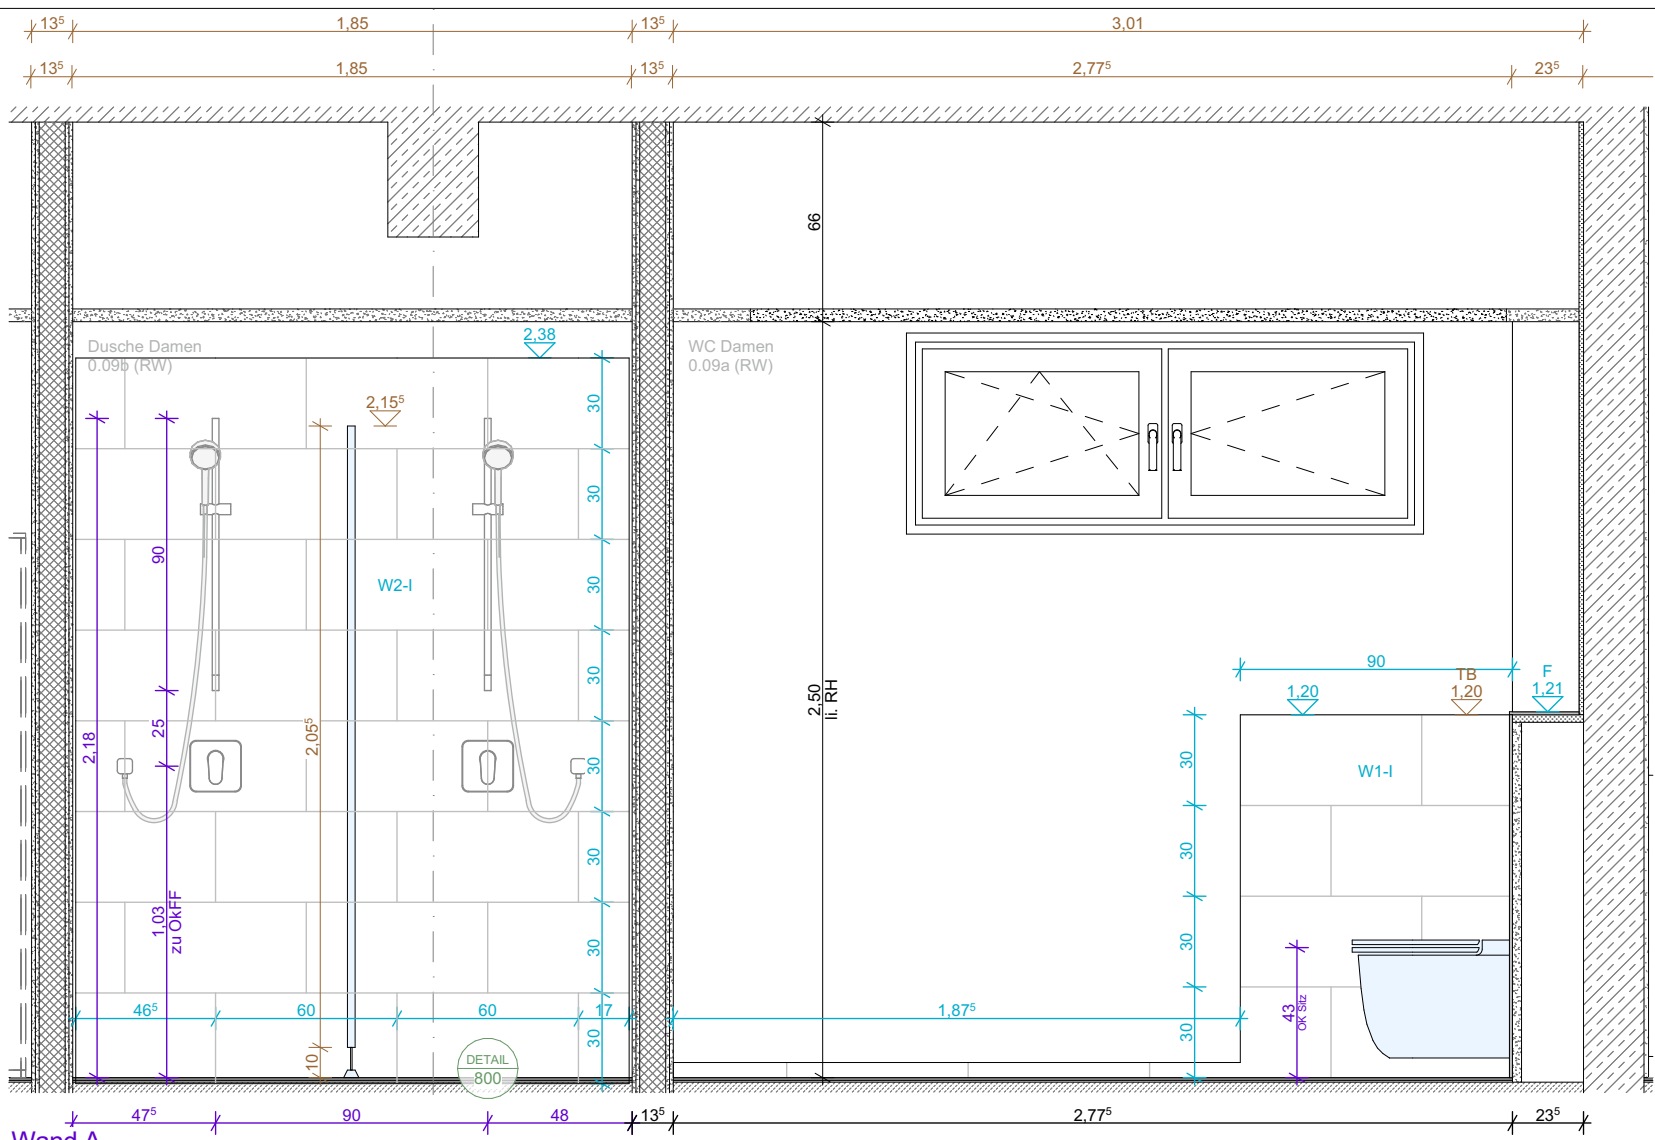 13⁵ 1,85 13⁵ 3,01
13⁵ 1,85 13⁵ 2,77⁵ 23⁵
66
Dusche Damen
0.09b (RW)
2,38
WC Damen
0.09a (RW)
2,15⁵
30
30
90
W2-I
30
30
90
TB
1,20
1,20
F
1,21
2,50
li. RH
2,18
25
2,05⁵
30
30
W1-I
30
30
1,03
zu OkFF
30
30
43
OK Sitz
46⁵ 60 60 17
1,87⁵
10
30
30
DETAIL
800
47⁵ 90 48 13⁵ 2,77⁵ 23⁵
Wand A